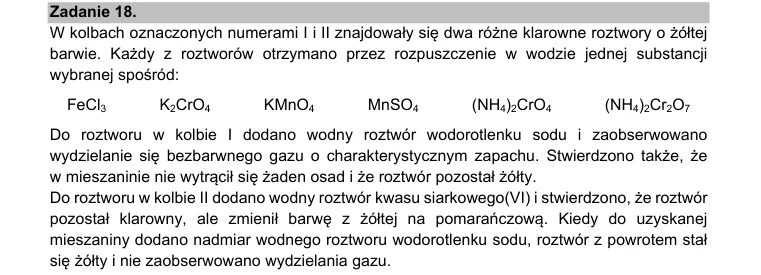 Zadanie 18.
W kolbach oznaczonych numerami I i II znajdowały się dwa różne klarowne roztwory o żółtej
barwie. Każdy z roztworów otrzymano przez rozpuszczenie w wodzie jednej substancji
wybranej spośród:
FeCl₃ K₂CrO₄ KMnO₄ MnSO₄ (NH₄)₂CrO₄ (NH₄)₂Cr₂O₇
Do roztworu w kolbie I dodano wodny roztwór wodorotlenku sodu i zaobserwowano
wydzielanie się bezbarwnego gazu o charakterystycznym zapachu. Stwierdzono także, że
w mieszaninie nie wytrącił się żaden osad i że roztwór pozostał żółty.
Do roztworu w kolbie II dodano wodny roztwór kwasu siarkowego(VI) i stwierdzono, że roztwór
pozostał klarowny, ale zmienił barwę z żółtej na pomarańczową. Kiedy do uzyskanej
mieszaniny dodano nadmiar wodnego roztworu wodorotlenku sodu, roztwór z powrotem stał
się żółty i nie zaobserwowano wydzielania gazu.